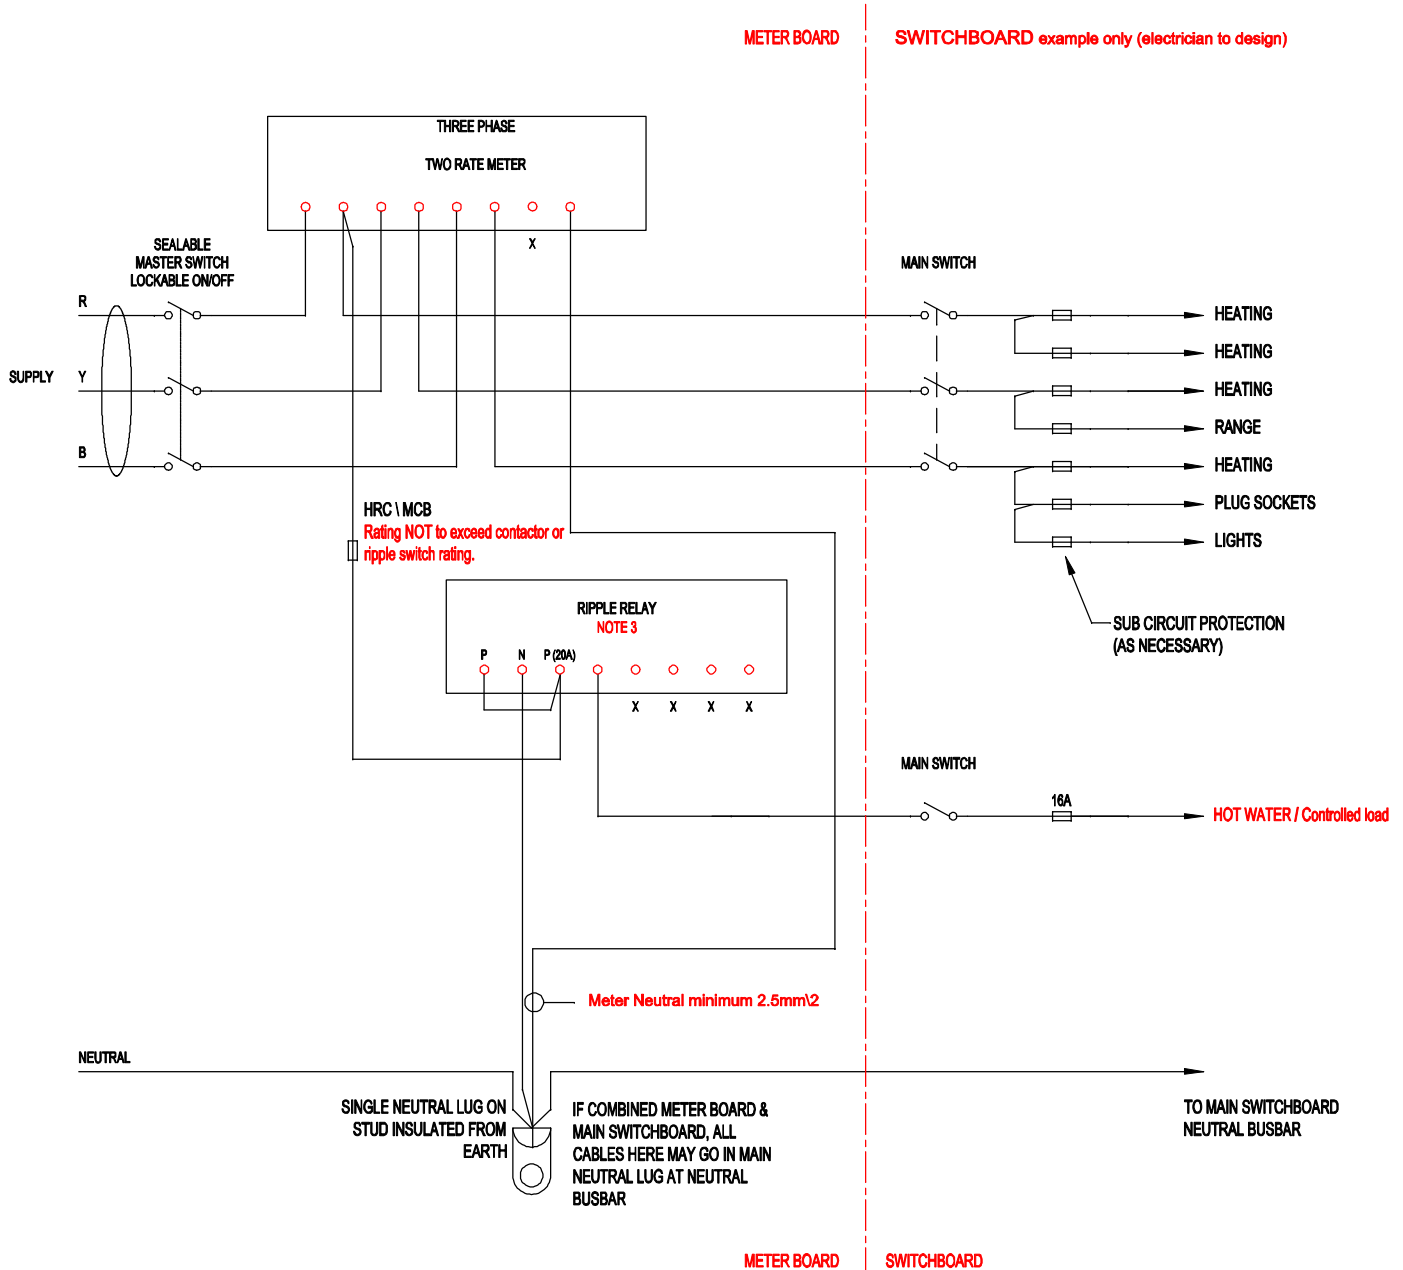 METER BOARD
SWITCHBOARD example only (electrician to design)
THREE PHASE
TWO RATE METER
X
SEALABLE
MASTER SWITCH
LOCKABLE ON/OFF
MAIN SWITCH
R
SUPPLY
Y
B
HEATING
HEATING
HEATING
RANGE
HEATING
PLUG SOCKETS
LIGHTS
HRC \ MCB
Rating NOT to exceed contactor or
ripple switch rating.
SUB CIRCUIT PROTECTION
(AS NECESSARY)
RIPPLE RELAY
NOTE 3
P N P (20A)
X X X X
MAIN SWITCH
16A
HOT WATER / Controlled load
Meter Neutral minimum 2.5mm\2
NEUTRAL
SINGLE NEUTRAL LUG ON
STUD INSULATED FROM
EARTH
IF COMBINED METER BOARD &
MAIN SWITCHBOARD, ALL
CABLES HERE MAY GO IN MAIN
NEUTRAL LUG AT NEUTRAL
BUSBAR
TO MAIN SWITCHBOARD
NEUTRAL BUSBAR
METER BOARD
SWITCHBOARD